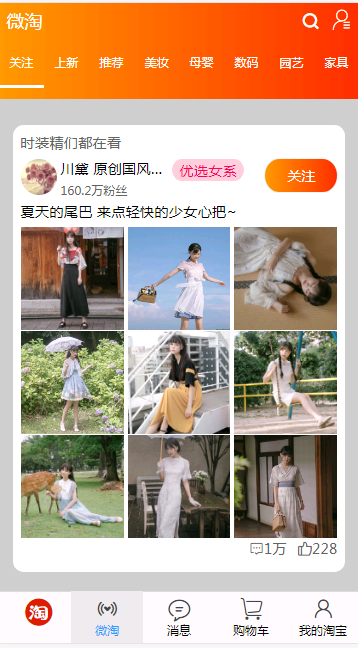 微淘
关注 上新 推荐 美妆 母婴 数码 园艺 家具
时装精们都在看
川黛 原创国风... 优选女系 关注
160.2万粉丝
夏天的尾巴 来点轻快的少女心把~
1万 228
淘
微淘 消息 购物车 我的淘宝